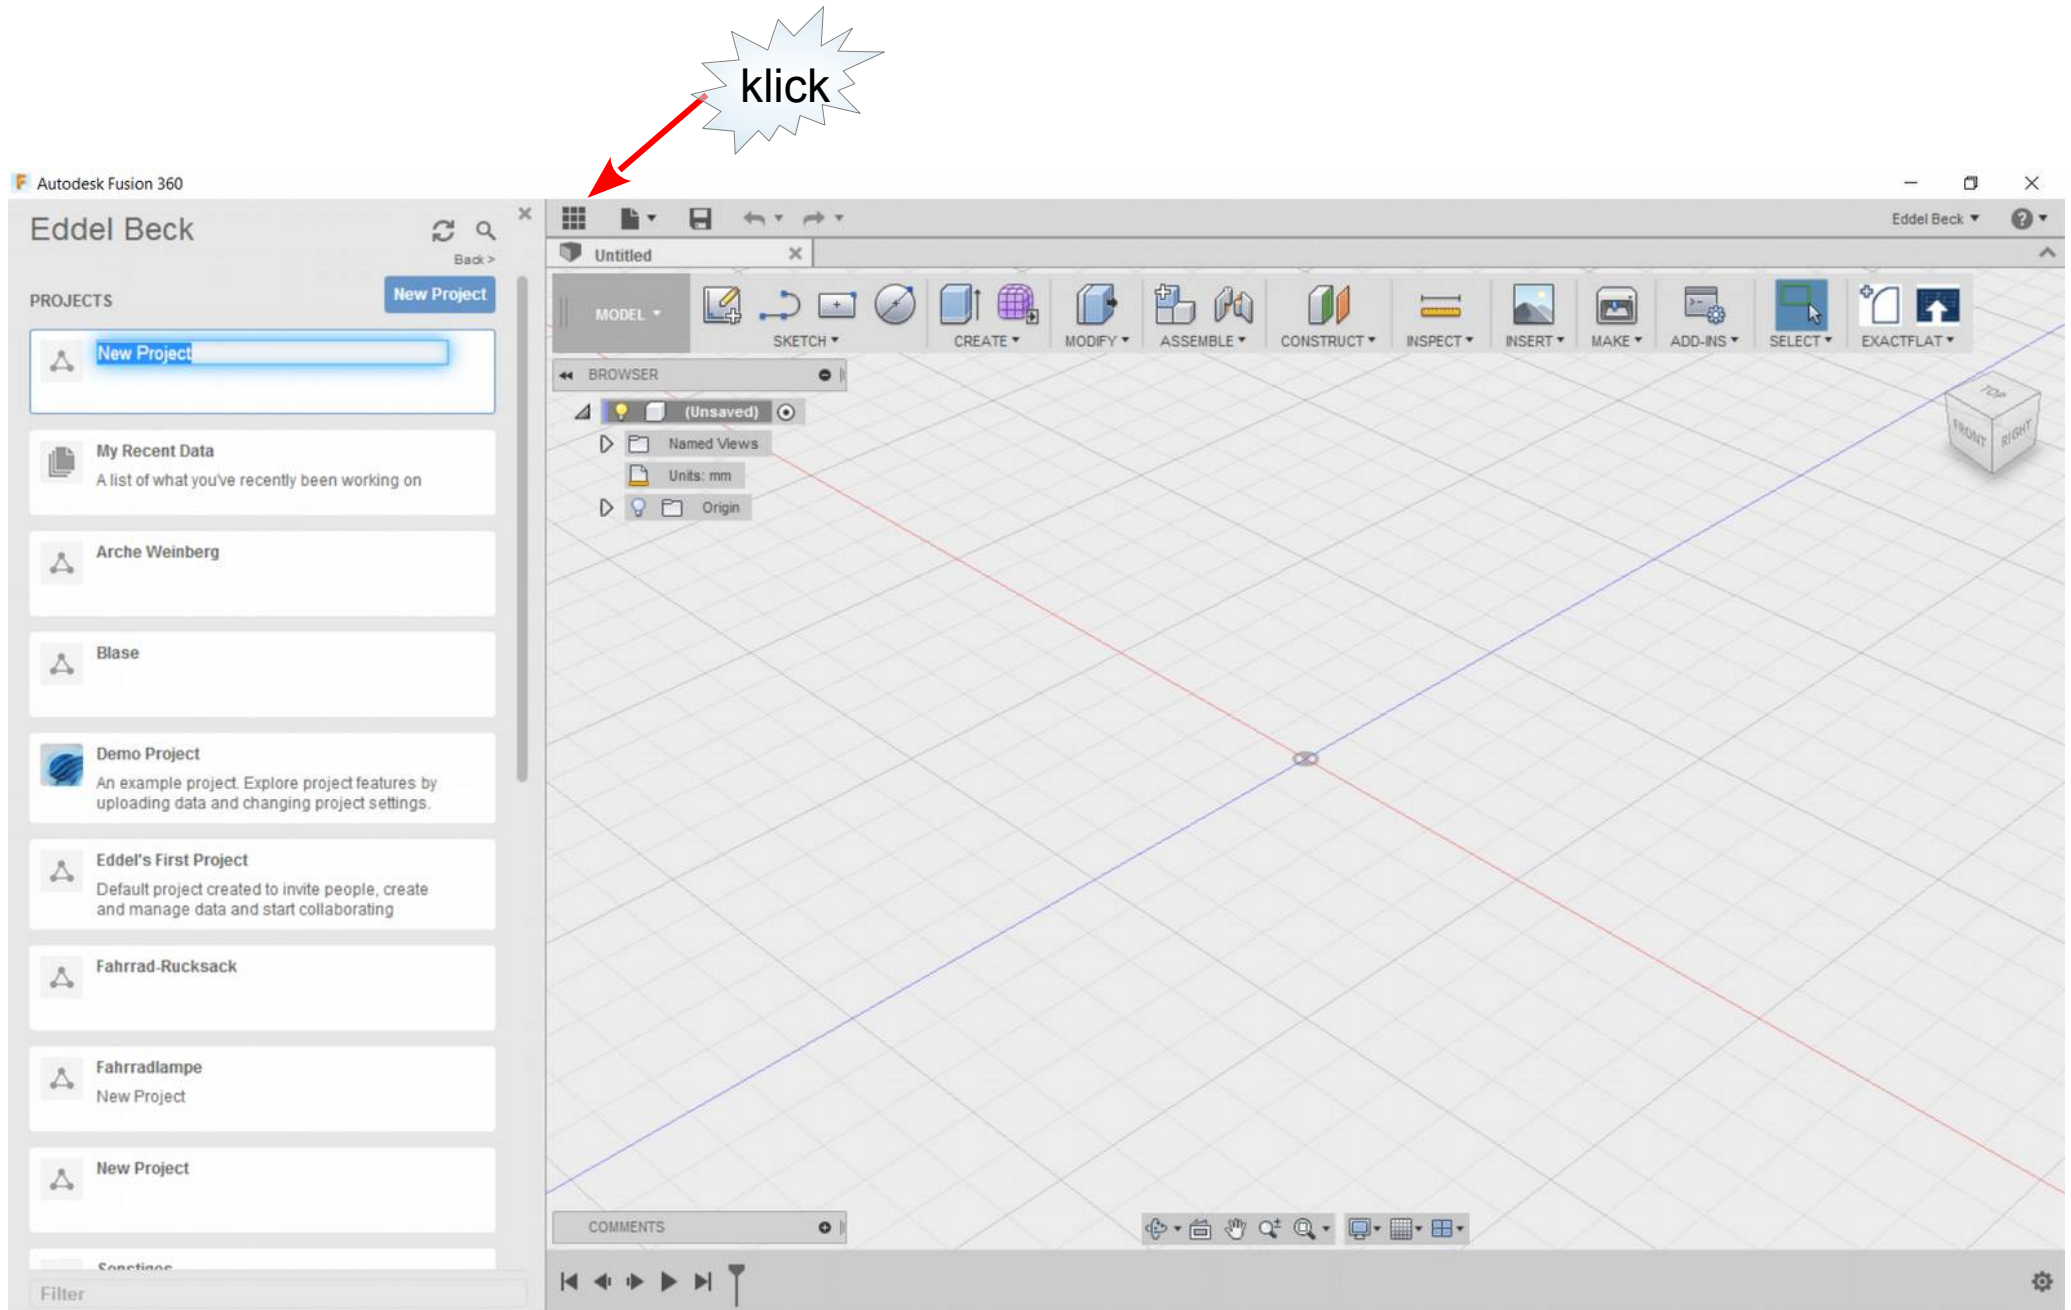 klick
Autodesk Fusion 360
Eddel Beck
Back >
PROJECTS
New Project
New Project
My Recent Data
A list of what you've recently been working on
Arche Weinberg
Blase
Demo Project
An example project. Explore project features by
uploading data and changing project settings.
Eddel's First Project
Default project created to invite people, create
and manage data and start collaborating
Fahrrad-Rucksack
Fahrradlampe
New Project
New Project
Sonstiges
Filter
Eddel Beck
Untitled
MODEL
SKETCH
CREATE
MODIFY
ASSEMBLE
CONSTRUCT
INSPECT
INSERT
MAKE
ADD-INS
SELECT
EXACTFLAT
BROWSER
(Unsaved)
Named Views
Units: mm
Origin
TOP
FRONT
RIGHT
COMMENTS